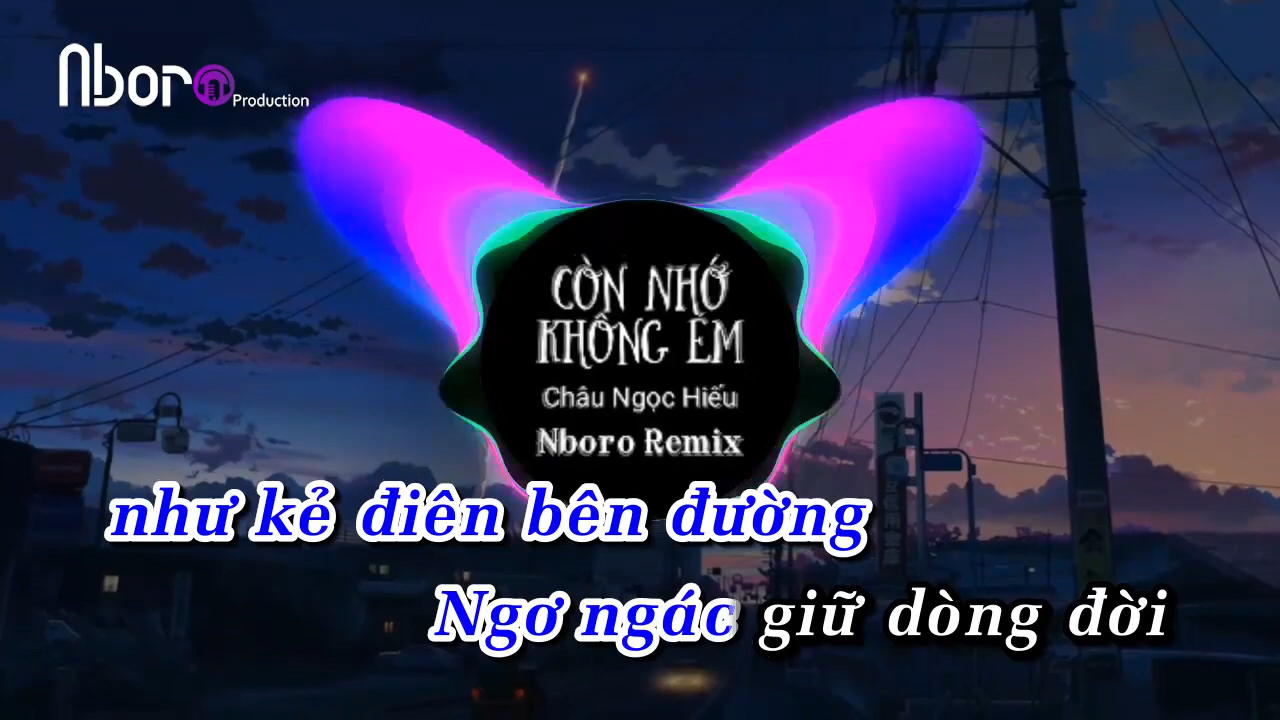 Nboro
Production
CÒN NHỚ
KHÔNG EM
Châu Ngọc Hiếu
Nboro Remix
như kẻ điên bên đường
Ngơ ngác giữ dòng đời